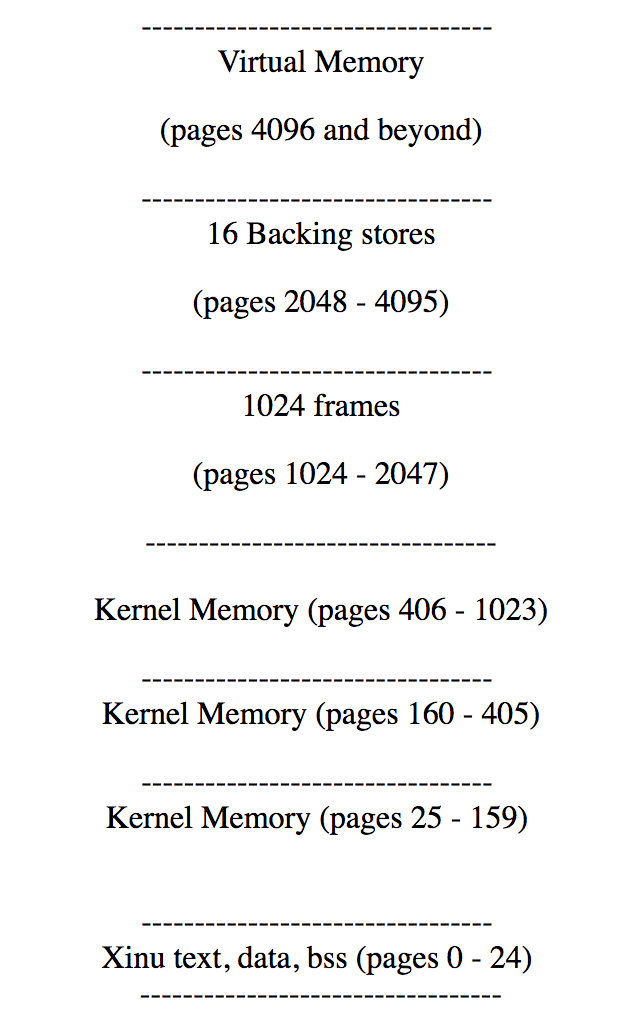 ---------------------------------
Virtual Memory
(pages 4096 and beyond)
---------------------------------
16 Backing stores
(pages 2048 - 4095)
---------------------------------
1024 frames
(pages 1024 - 2047)
---------------------------------
Kernel Memory (pages 406 - 1023)
---------------------------------
Kernel Memory (pages 160 - 405)
---------------------------------
Kernel Memory (pages 25 - 159)
---------------------------------
Xinu text, data, bss (pages 0 - 24)
----------------------------------